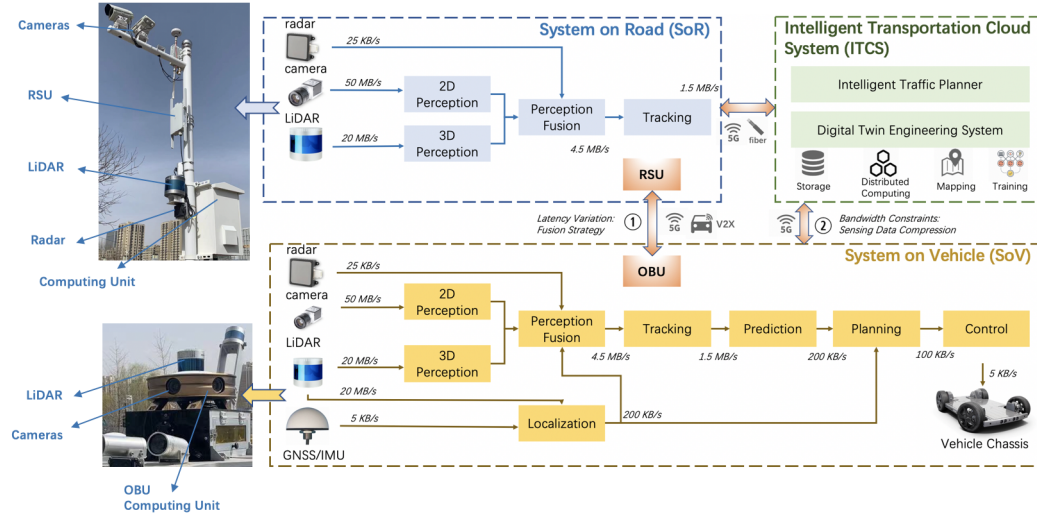 Cameras
RSU
LiDAR
Radar
Computing Unit
System on Road (SoR)
radar
25 KB/s
camera
50 MB/s
2D
Perception
LiDAR
20 MB/s
3D
Perception
Perception
Fusion
4.5 MB/s
Tracking
1.5 MB/s
RSU
5G
fiber
Intelligent Transportation Cloud
System (ITCS)
Intelligent Traffic Planner
Digital Twin Engineering System
Storage
Distributed
Computing
Mapping
Training
Latency Variation:
Fusion Strategy
1
5G
V2X
5G
2
Bandwidth Constraints:
Sensing Data Compression
OBU
System on Vehicle (SoV)
radar
25 KB/s
camera
50 MB/s
2D
Perception
LiDAR
20 MB/s
3D
Perception
20 MB/s
5 KB/s
GNSS/IMU
Localization
200 KB/s
Perception
Fusion
4.5 MB/s
Tracking
1.5 MB/s
Prediction
200 KB/s
Planning
100 KB/s
Control
5 KB/s
Vehicle Chassis
LiDAR
Cameras
OBU
Computing Unit